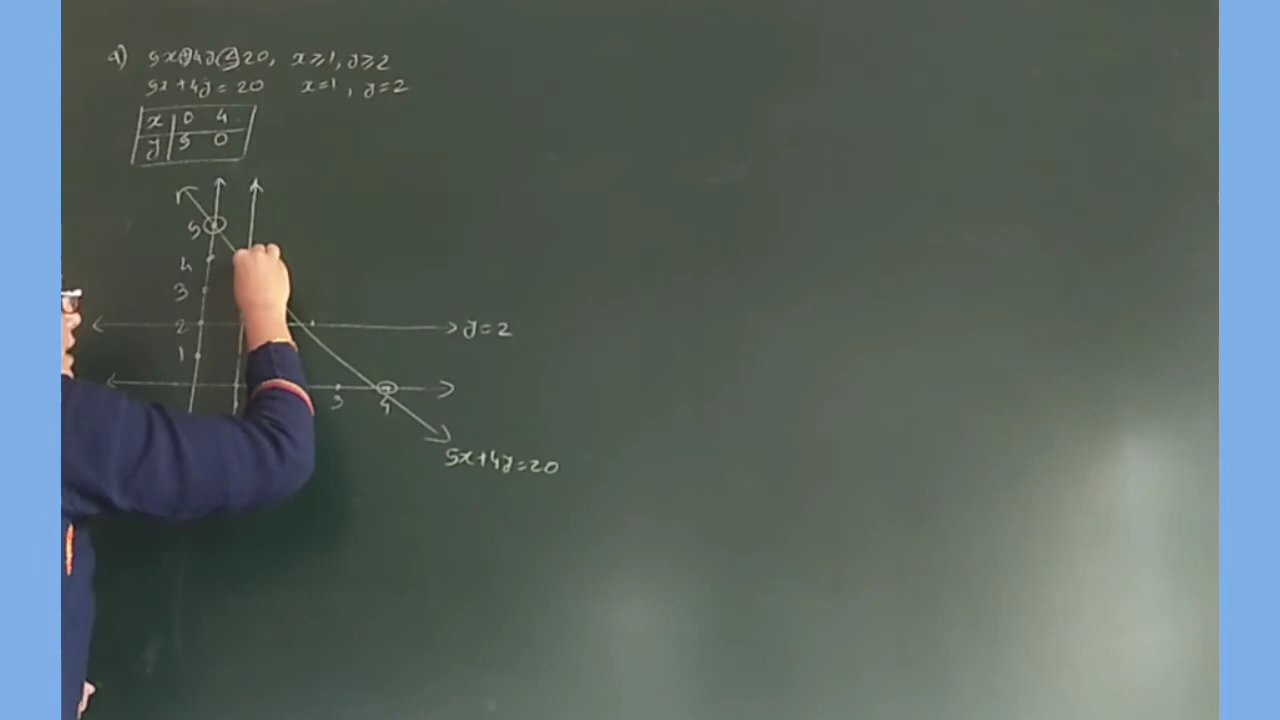 a) 5x+4y≤20, x≥1, y≥2
5x+4y=20 x=1, y=2
x 0 4
y 5 0
5
4
3
2
y=2
1
3 4
5x+4y=20